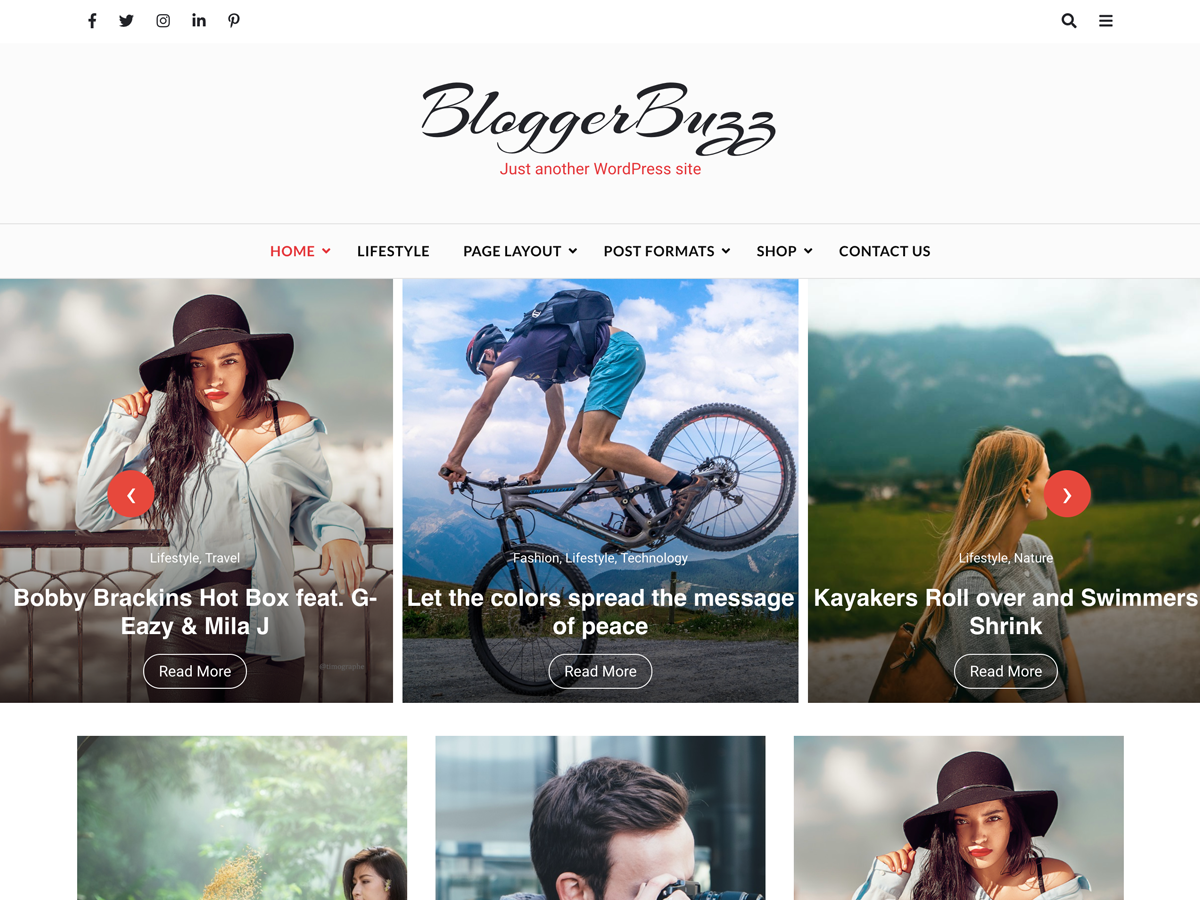 BloggerBuzz
Just another WordPress site
HOME
LIFESTYLE
PAGE LAYOUT
POST FORMATS
SHOP
CONTACT US
Lifestyle, Travel
Bobby Brackins Hot Box feat. G-
Eazy & Mila J
Read More
Fashion, Lifestyle, Technology
Let the colors spread the message
of peace
Read More
Lifestyle, Nature
Kayakers Roll over and Swimmers
Shrink
Read More